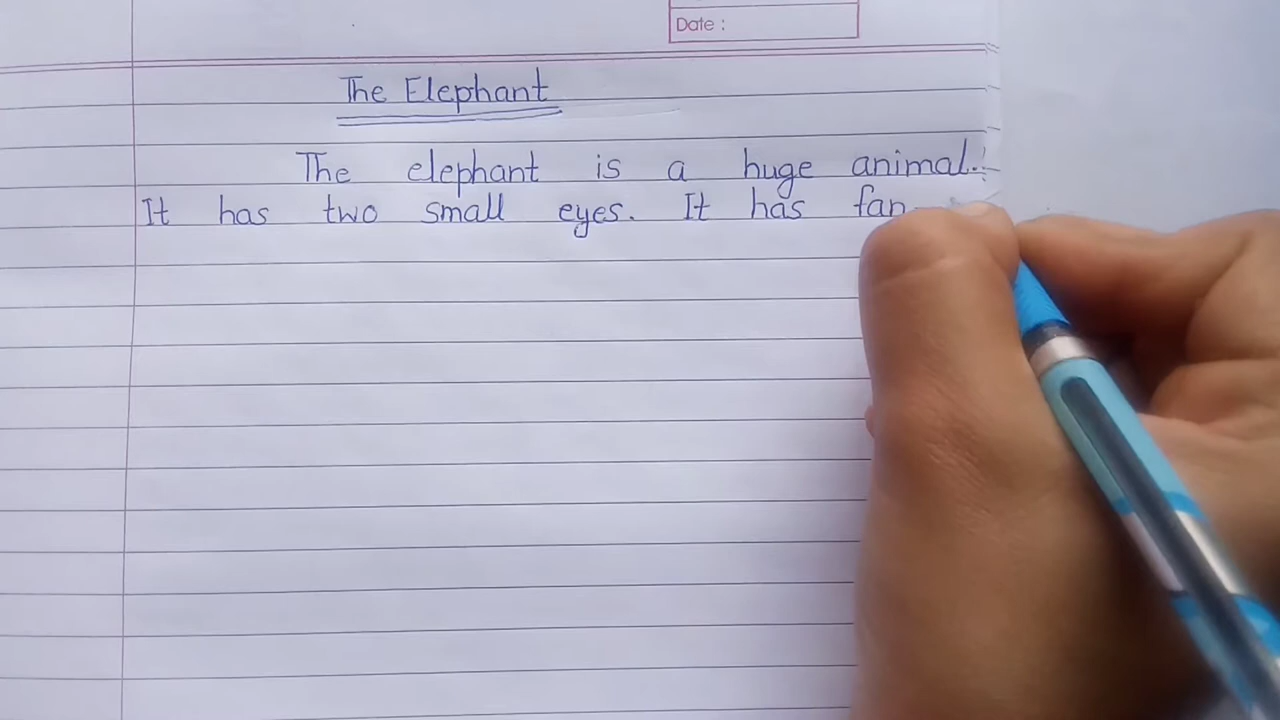 Date :
The Elephant
The elephant is a huge animal.
It has two small eyes. It has fan